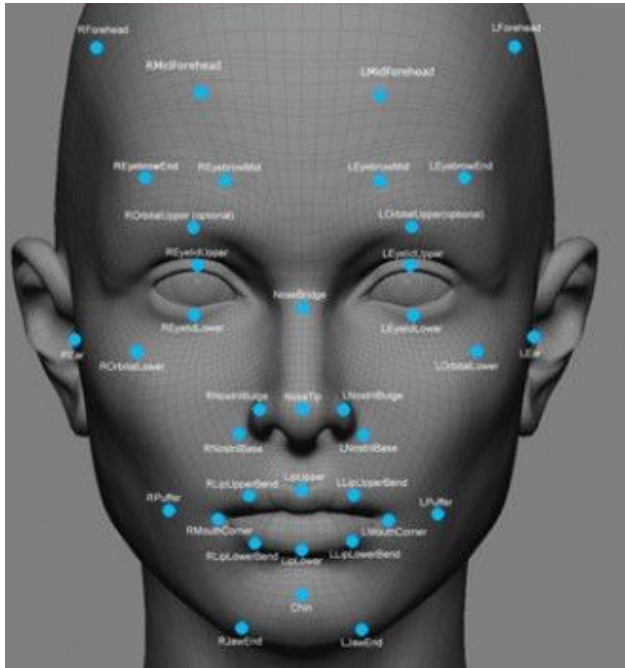 RForehead
LForehead
RMidForehead
LMidForehead
REyebrowEnd
REyebrowMid
LEyebrowMid
LEyebrowEnd
ROrbitalUpper (optional)
LOrbitalUpper(optional)
REyelidUpper
LEyelidUpper
NoseBridge
REyelidLower
LEyelidLower
REar
LEar
ROrbitalLower
LOrbitalLower
RNostrilBulge
NoseTip
LNostrilBulge
RNostrilBase
LNostrilBase
RLipUpperBend
LipUpper
LLipUpperBend
RPuffer
LPuffer
RMouthCorner
LMouthCorner
RLipLowerBend
LipLower
LLipLowerBend
Chin
RJawEnd
LJawEnd